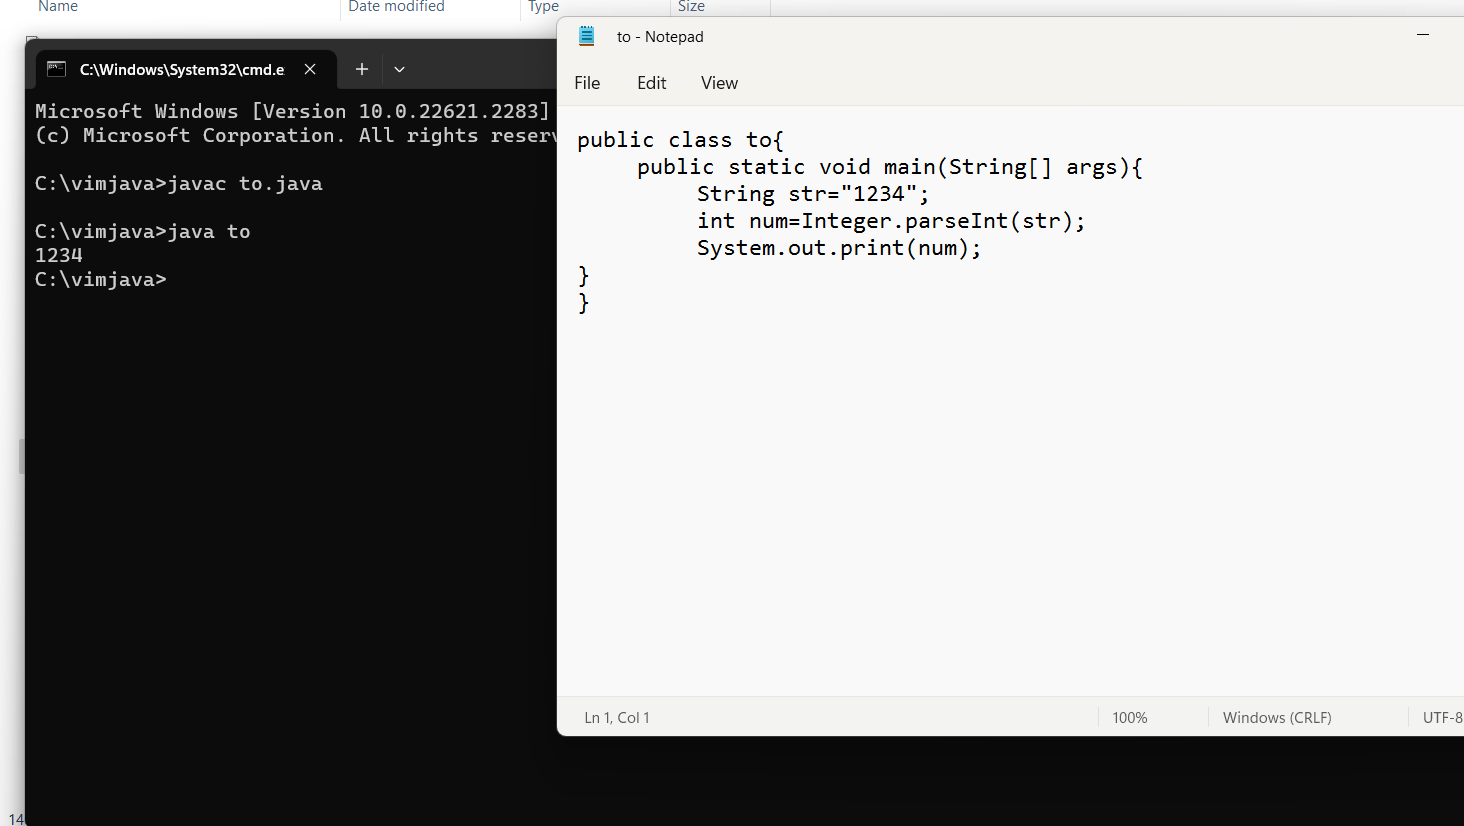 Name Date modified Type Size
C:\Windows\System32\cmd.e
Microsoft Windows [Version 10.0.22621.2283]
(c) Microsoft Corporation. All rights reserv
C:\vimjava>javac to.java
C:\vimjava>java to
1234
C:\vimjava>
to - Notepad
File Edit View
public class to{
public static void main(String[] args){
String str="1234";
int num=Integer.parseInt(str);
System.out.print(num);
}
}
Ln 1, Col 1 100% Windows (CRLF) UTF-8
14